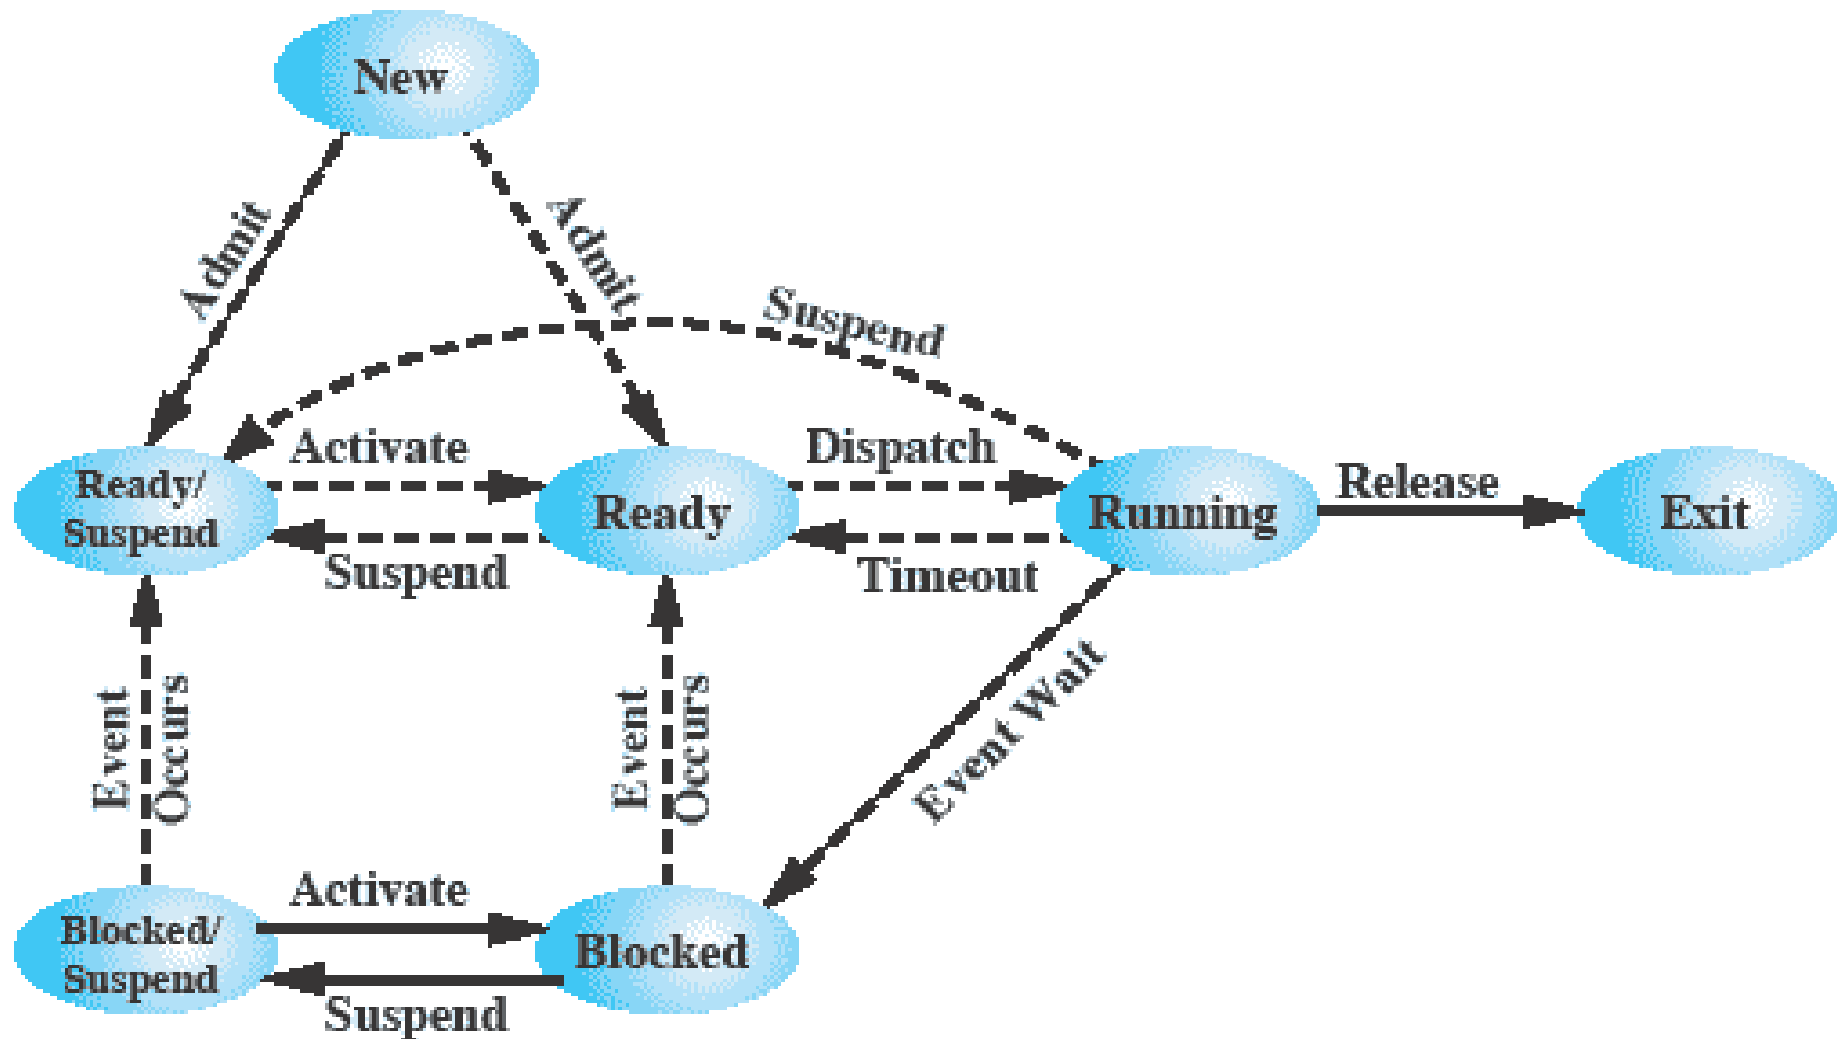 New
Admit
Admit
Suspend
Activate
Dispatch
Release
Ready/
Suspend
Ready
Running
Exit
Suspend
Timeout
Event
Occurs
Event
Occurs
Event Wait
Activate
Blocked/
Suspend
Blocked
Suspend